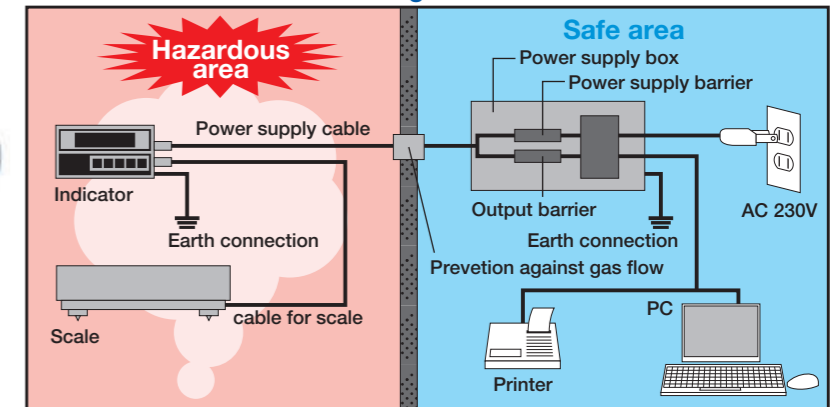 Hazardous
area
Safe area
Power supply box
Power supply barrier
Power supply cable
Indicator
Output barrier
AC 230V
Earth connection
Earth connection
Prevetion against gas flow
cable for scale
Scale
PC
Printer